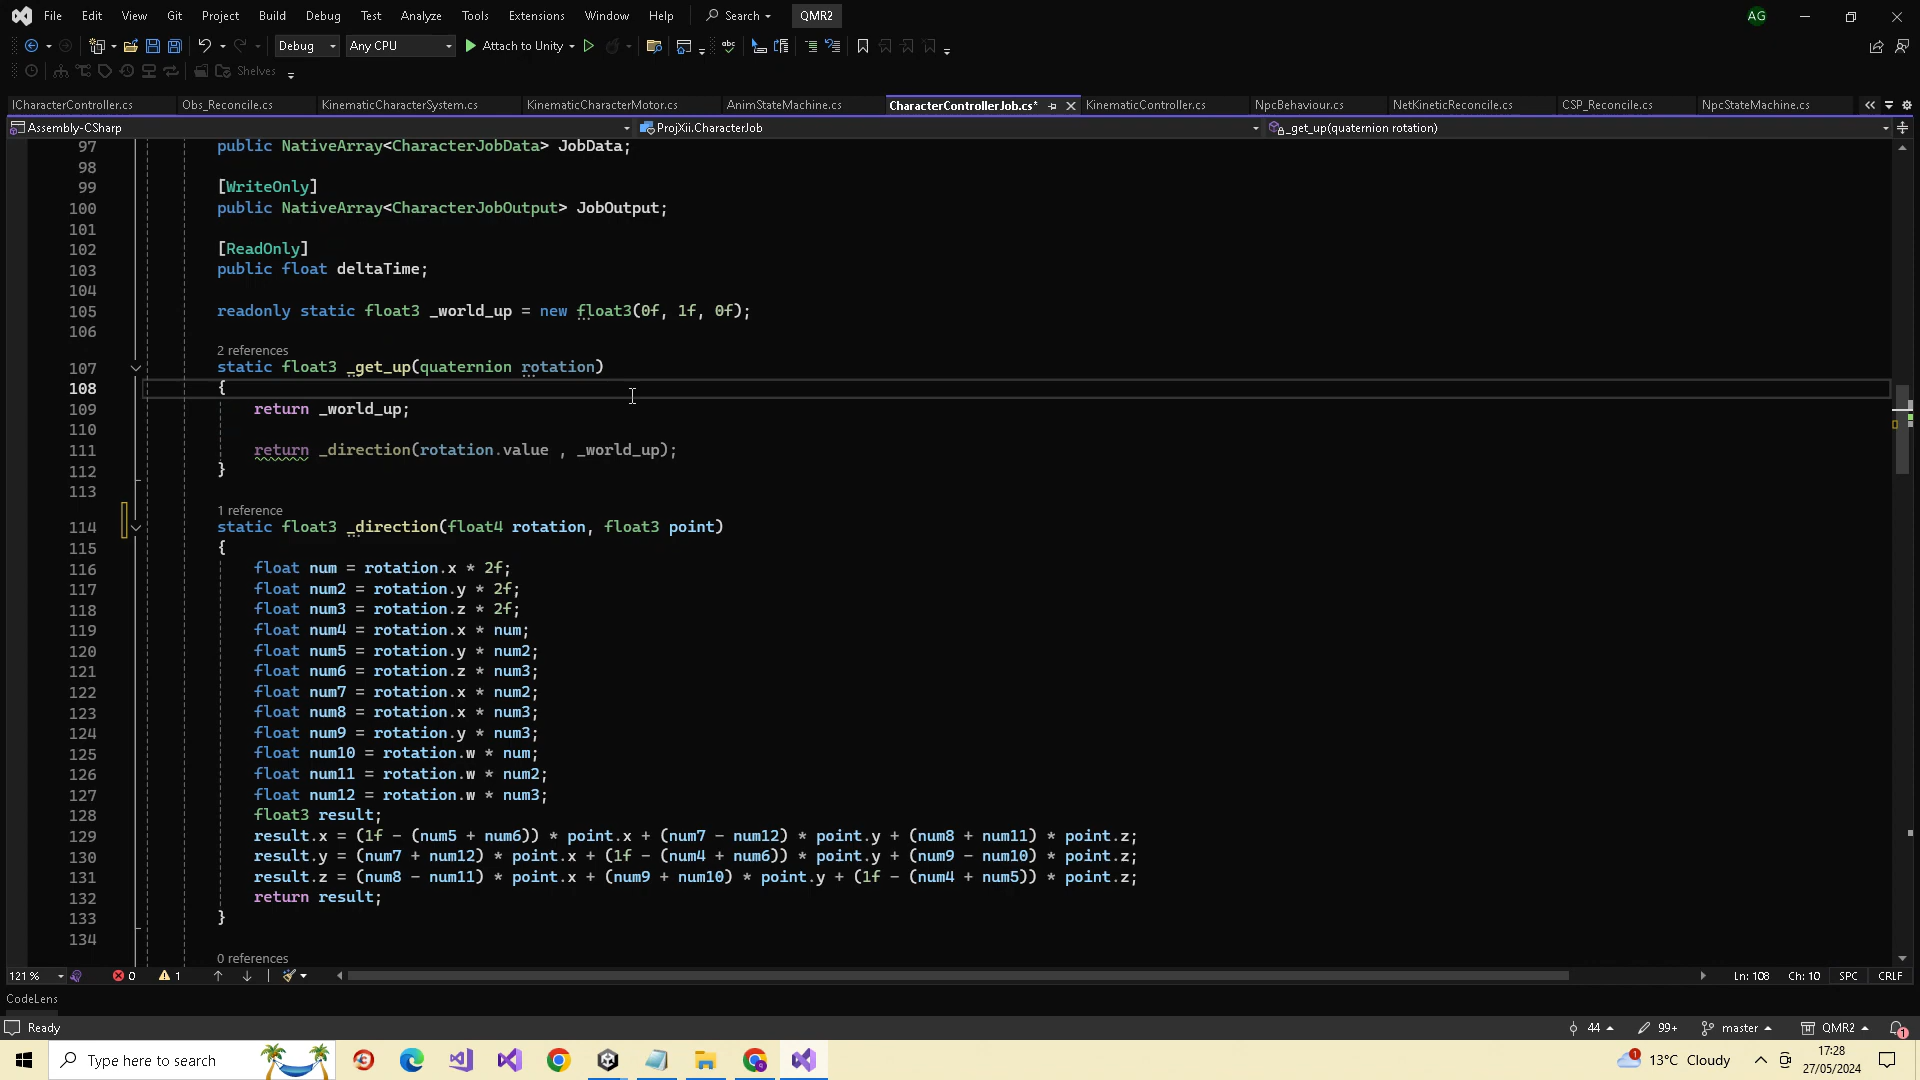 File Edit View Git Project Build Debug Test Analyze Tools Extensions Window Help Search QMR2 AG
Debug Any CPU Attach to Unity
Shelves
ICharacterController.cs Obs_Reconcile.cs KinematicCharacterSystem.cs KinematicCharacterMotor.cs AnimStateMachine.cs CharacterControllerJob.cs* KinematicController.cs NpcBehaviour.cs NetKineticReconcile.cs CSP_Reconcile.cs NpcStateMachine.cs
Assembly-CSharp ProjXii.CharacterJob _get_up(quaternion rotation)
97 public NativeArray<CharacterJobData> JobData;
98
99 [WriteOnly]
100 public NativeArray<CharacterJobOutput> JobOutput;
101
102 [ReadOnly]
103 public float deltaTime;
104
105 readonly static float3 _world_up = new float3(0f, 1f, 0f);
106
2 references
107 static float3 _get_up(quaternion rotation)
108 {
109 return _world_up;
110
111 return _direction(rotation.value , _world_up);
112 }
113
1 reference
114 static float3 _direction(float4 rotation, float3 point)
115 {
116 float num = rotation.x * 2f;
117 float num2 = rotation.y * 2f;
118 float num3 = rotation.z * 2f;
119 float num4 = rotation.x * num;
120 float num5 = rotation.y * num2;
121 float num6 = rotation.z * num3;
122 float num7 = rotation.x * num2;
123 float num8 = rotation.x * num3;
124 float num9 = rotation.y * num3;
125 float num10 = rotation.w * num;
126 float num11 = rotation.w * num2;
127 float num12 = rotation.w * num3;
128 float3 result;
129 result.x = (1f - (num5 + num6)) * point.x + (num7 - num12) * point.y + (num8 + num11) * point.z;
130 result.y = (num7 + num12) * point.x + (1f - (num4 + num6)) * point.y + (num9 - num10) * point.z;
131 result.z = (num8 - num11) * point.x + (num9 + num10) * point.y + (1f - (num4 + num5)) * point.z;
132 return result;
133 }
134
0 references
121 % 0 1 Ln: 108 Ch: 10 SPC CRLF
CodeLens
Ready 44 99+ master QMR2 1
Type here to search 1 13°C Cloudy 17:28
27/05/2024